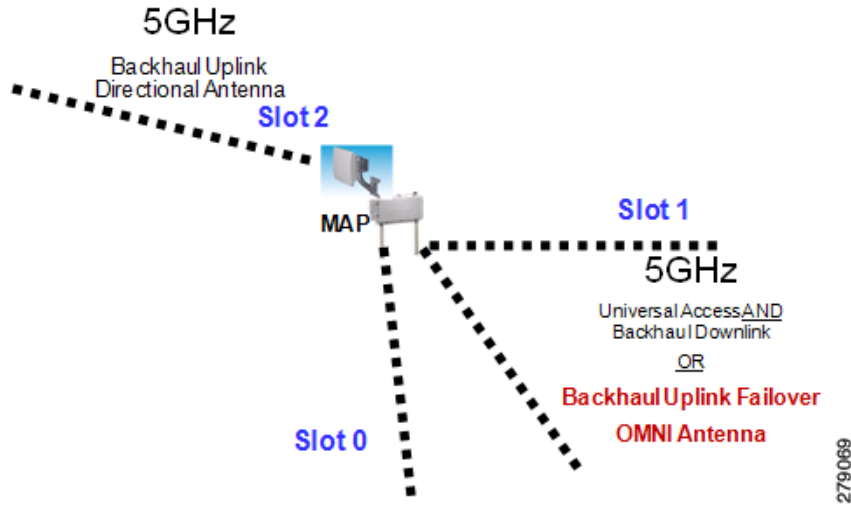 5GHz
Backhaul Uplink
Directional Antenna
Slot 2
MAP
Slot 1
5GHz
Universal Access AND
Backhaul Downlink
OR
Backhaul Uplink Failover
OMNI Antenna
Slot 0
279069